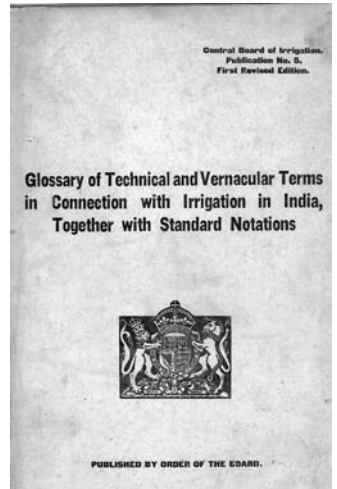 Central Board of Irrigation.
Publication No. 5.
First Revised Edition.
Glossary of Technical and Vernacular Terms
in Connection with Irrigation in India,
Together with Standard Notations
PUBLISHED BY ORDER OF THE BOARD.